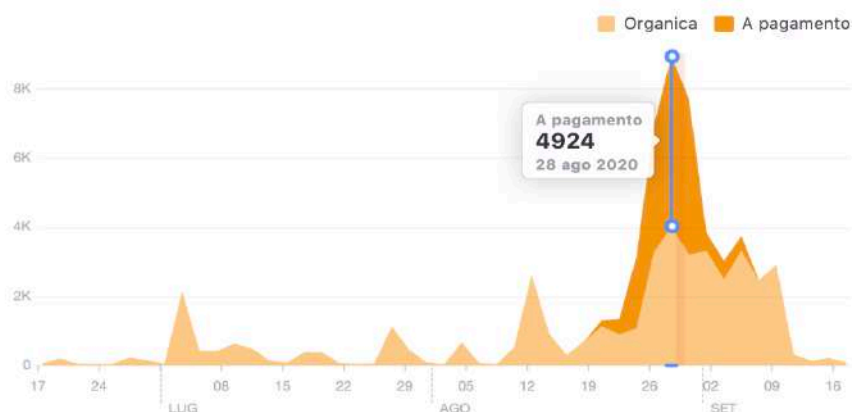 Organica A pagamento
8K
6K
4K
2K
0
A pagamento
4924
28 ago 2020
17 24 08 15 22 29 05 12 19 26 02 09 16
LUG AGO SET